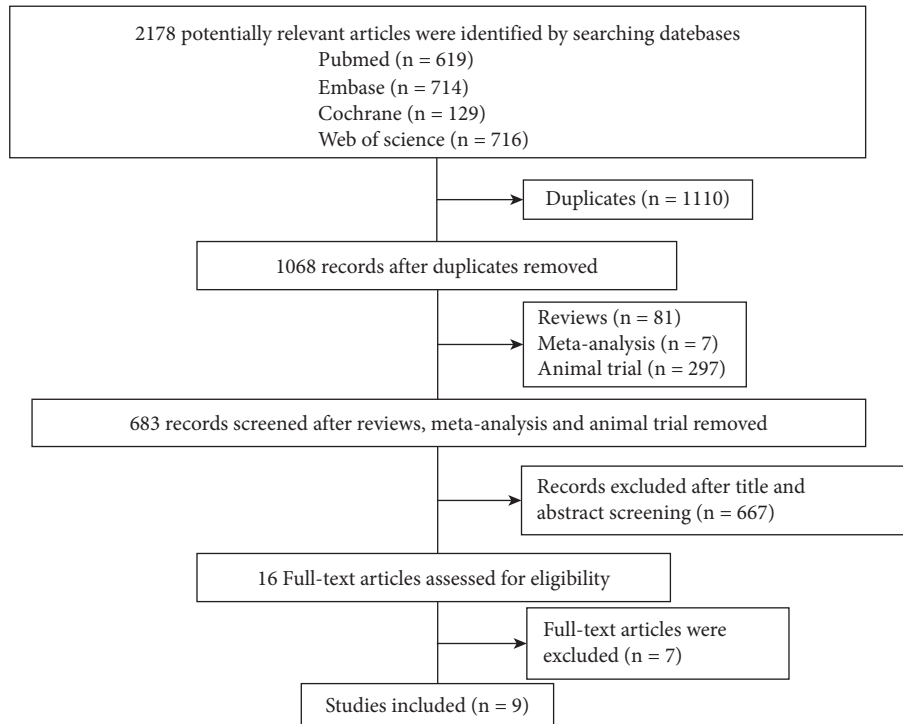 2178 potentially relevant articles were identified by searching datebases
Pubmed (n = 619)
Embase (n = 714)
Cochrane (n = 129)
Web of science (n = 716)
Duplicates (n = 1110)
1068 records after duplicates removed
Reviews (n = 81)
Meta-analysis (n = 7)
Animal trial (n = 297)
683 records screened after reviews, meta-analysis and animal trial removed
Records excluded after title and
abstract screening (n = 667)
16 Full-text articles assessed for eligibility
Full-text articles were
excluded (n = 7)
Studies included (n = 9)